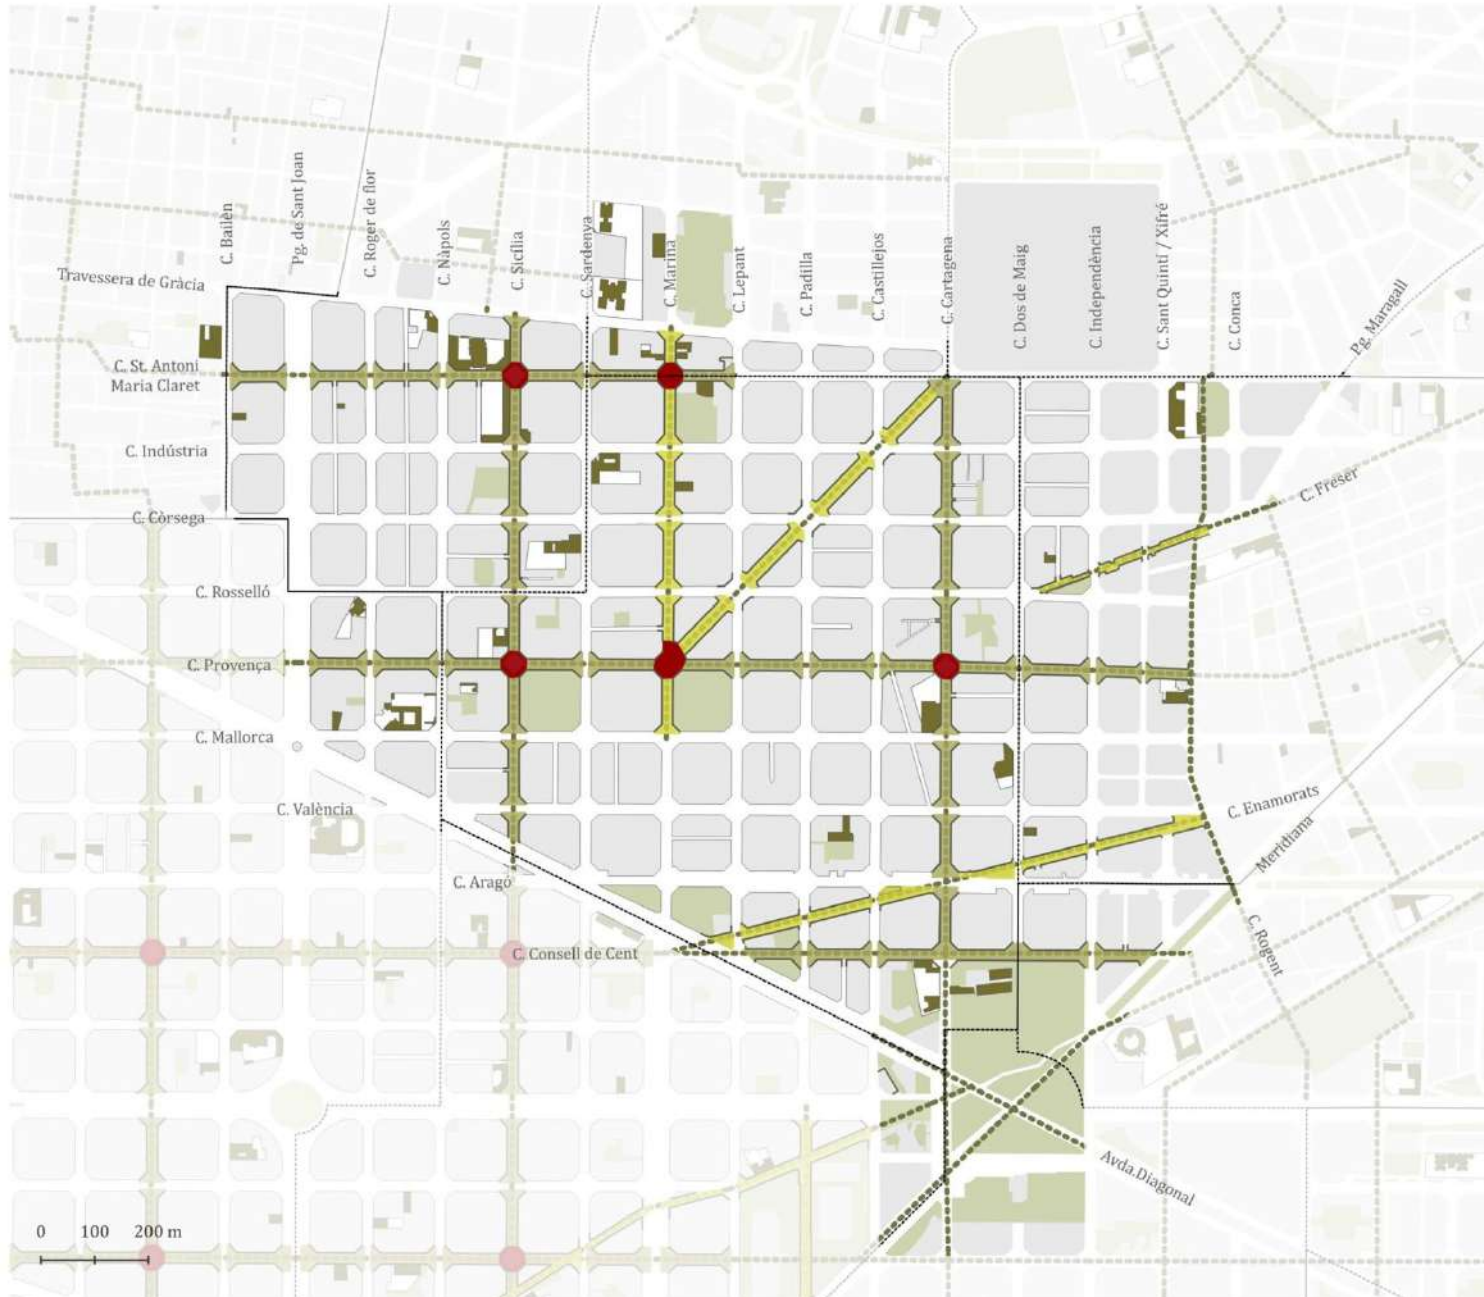 C. Bailèn
Pg. de Sant Joan
C. Roger de flor
C. Nàpols
C. Sicília
C. Sardenya
C. Marina
C. Lepant
C. Padilla
C. Castillejos
C. Cartagena
C. Dos de Maig
C. Independència
C. Sant Quintí / Xifré
C. Conca
Pg. Maragall
Travessera de Gràcia
C. St. Antoni
Maria Claret
C. Indústria
C. Freser
C. Còrsega
C. Rosselló
C. Provença
C. Mallorca
C. València
C. Enamorats
Meridiana
C. Aragó
C. Consell de Cent
C. Rogent
Avda.Diagonal
0 100 200 m